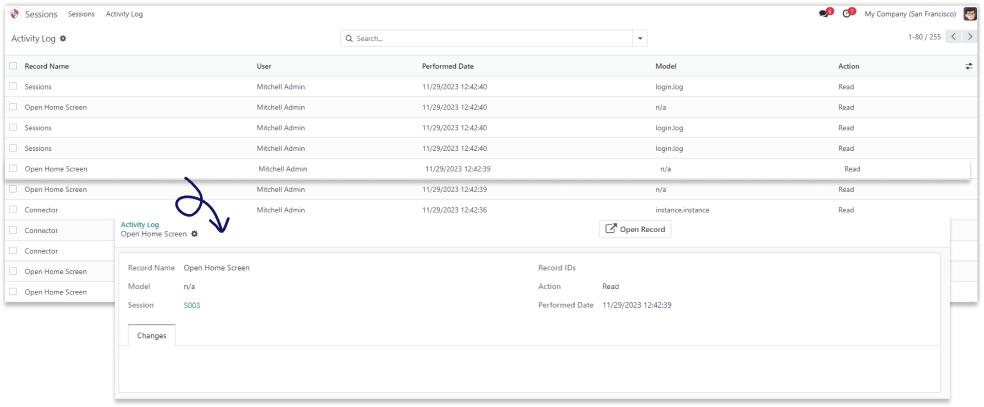 Sessions Sessions Activity Log 5 7 My Company (San Francisco)
Activity Log Search... 1-80 / 255
Record Name User Performed Date Model Action
Sessions Mitchell Admin 11/29/2023 12:42:40 login.log Read
Open Home Screen Mitchell Admin 11/29/2023 12:42:40 n/a Read
Sessions Mitchell Admin 11/29/2023 12:42:40 login.log Read
Sessions Mitchell Admin 11/29/2023 12:42:40 login.log Read
Open Home Screen Mitchell Admin 11/29/2023 12:42:39 n/a Read
Open Home Screen Mitchell Admin 11/29/2023 12:42:39 n/a Read
Connector Mitchell Admin 11/29/2023 12:42:36 instance.instance Read
Connector
Connector
Open Home Screen
Open Home Screen
Activity Log
Open Home Screen Open Record
Record Name Open Home Screen Record IDs
Model n/a Action Read
Session S003 Performed Date 11/29/2023 12:42:39
Changes